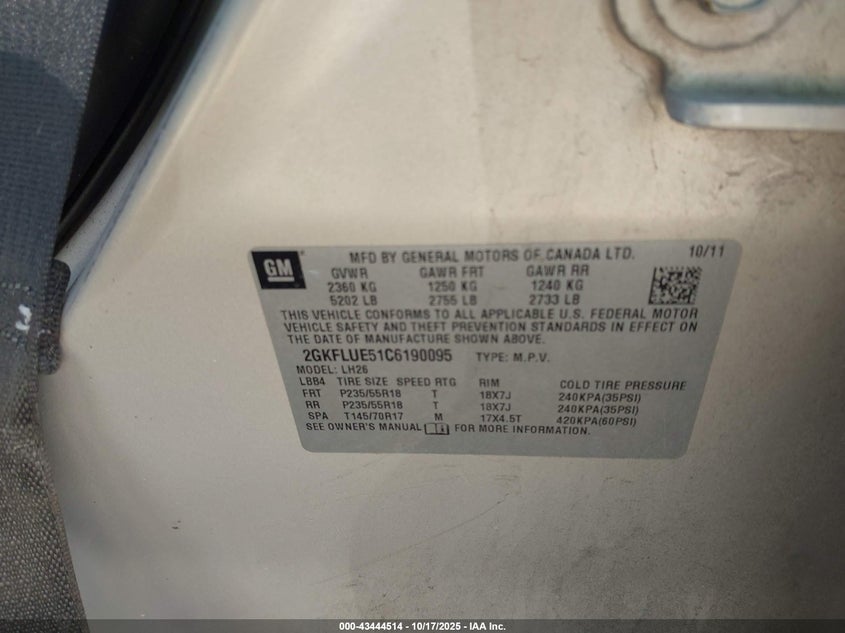 GM
MFD BY GENERAL MOTORS OF CANADA LTD. 10/11
GVWR GAWR FRT GAWR RR
2360 KG 1250 KG 1240 KG
5202 LB 2755 LB 2733 LB
THIS VEHICLE CONFORMS TO ALL APPLICABLE U.S. FEDERAL MOTOR
VEHICLE SAFETY AND THEFT PREVENTION STANDARDS IN EFFECT ON
THE DATE OF MANUFACTURE SHOWN ABOVE.
2GKFLUE51C6190095 TYPE: M.P.V.
MODEL: LH26
LBB4 TIRE SIZE SPEED RTG RIM COLD TIRE PRESSURE
FRT P235/55R18 T 18X7J 240KPA(35PSI)
RR P235/55R18 T 18X7J 240KPA(35PSI)
SPA T145/70R17 M 17X4.5T 420KPA(60PSI)
SEE OWNER'S MANUAL FOR MORE INFORMATION.
000-43444514 | 10/17/2025 - IAA Inc.